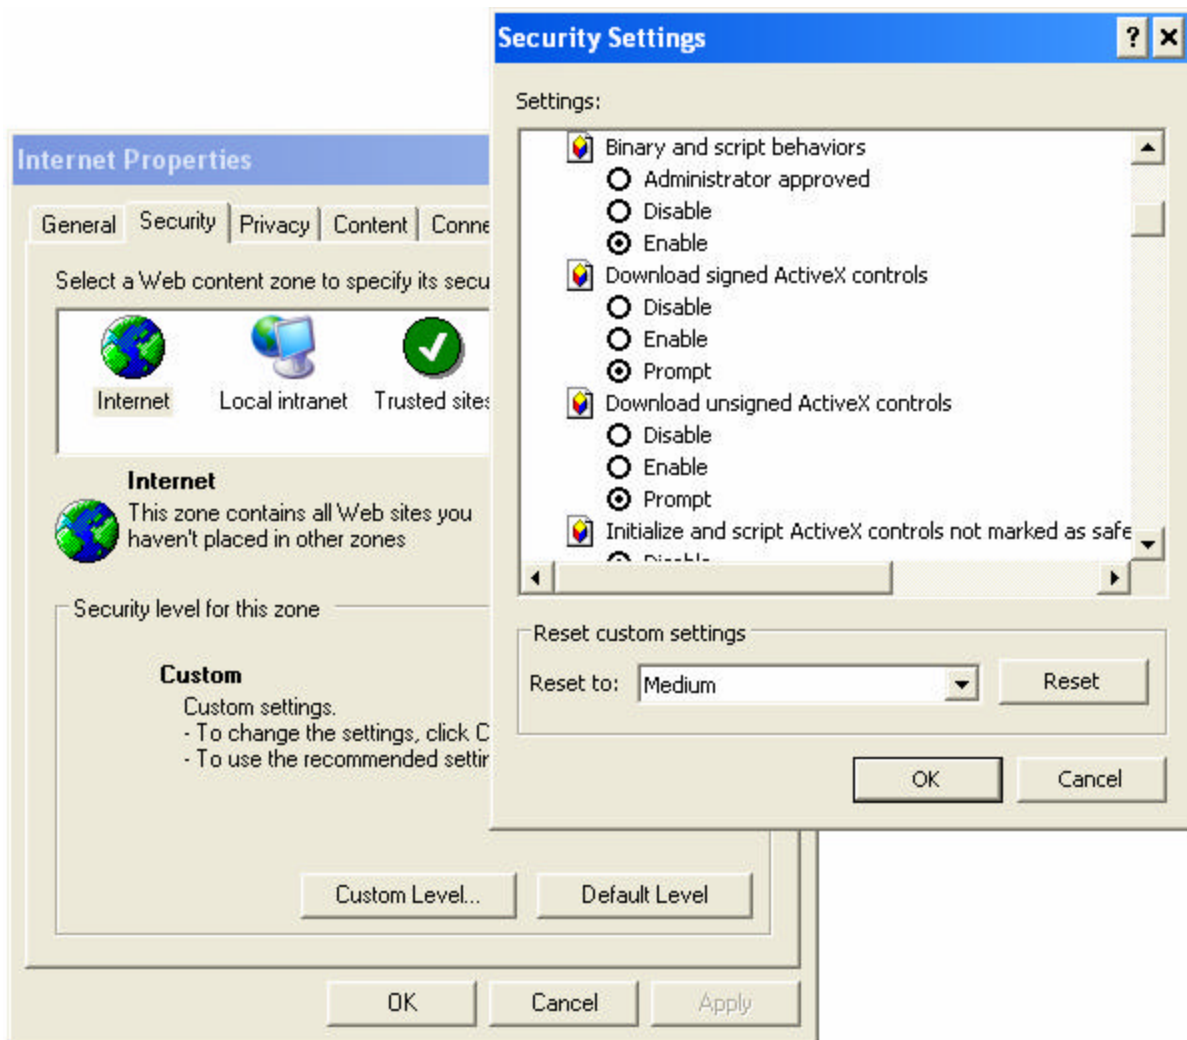 Security Settings
Settings:
Binary and script behaviors
Administrator approved
Disable
Enable
Download signed ActiveX controls
Disable
Enable
Prompt
Download unsigned ActiveX controls
Disable
Enable
Prompt
Initialize and script ActiveX controls not marked as safe
Disable
Reset custom settings
Reset to: Medium Reset
OK Cancel
Internet Properties
General Security Privacy Content Conne
Select a Web content zone to specify its secu
Internet Local intranet Trusted sites
Internet
This zone contains all Web sites you
haven't placed in other zones
Security level for this zone
Custom
Custom settings.
- To change the settings, click C
- To use the recommended settin
Custom Level... Default Level
OK Cancel Apply